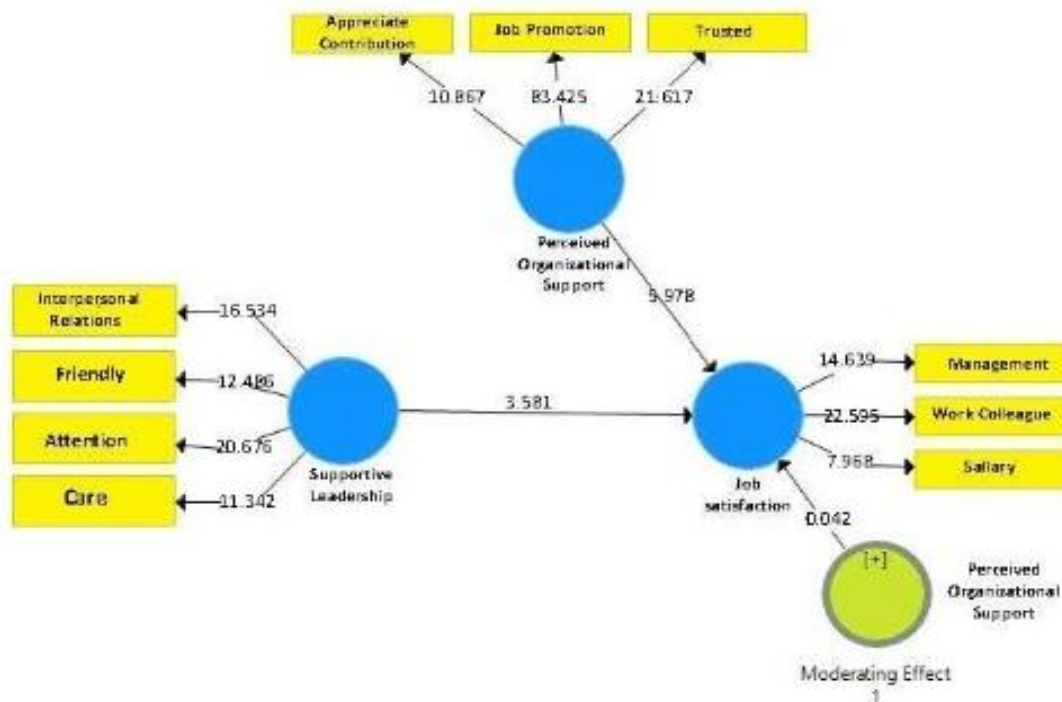 Appreciate
Contribution
Job Promotion
Trusted
10.867
83.425
21.617
Perceived
Organizational
Support
5.978
Interpersonal
Relations
Friendly
Attention
Care
16.534
12.486
20.676
11.342
Supportive
Leadership
3.581
Job
satisfaction
14.639
22.595
7.968
Management
Work Colleague
Sallary
0.042
[+]
Perceived
Organizational
Support
Moderating Effect
1